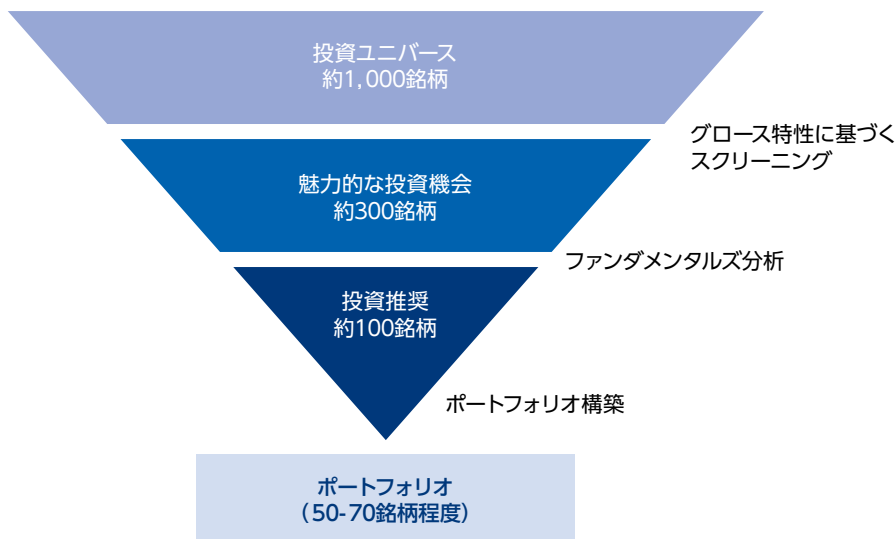 投資ユニバース
約1,000銘柄
グロース特性に基づく
スクリーニング
魅力的な投資機会
約300銘柄
ファンダメンタルズ分析
投資推奨
約100銘柄
ポートフォリオ構築
ポートフォリオ
（50-70銘柄程度）